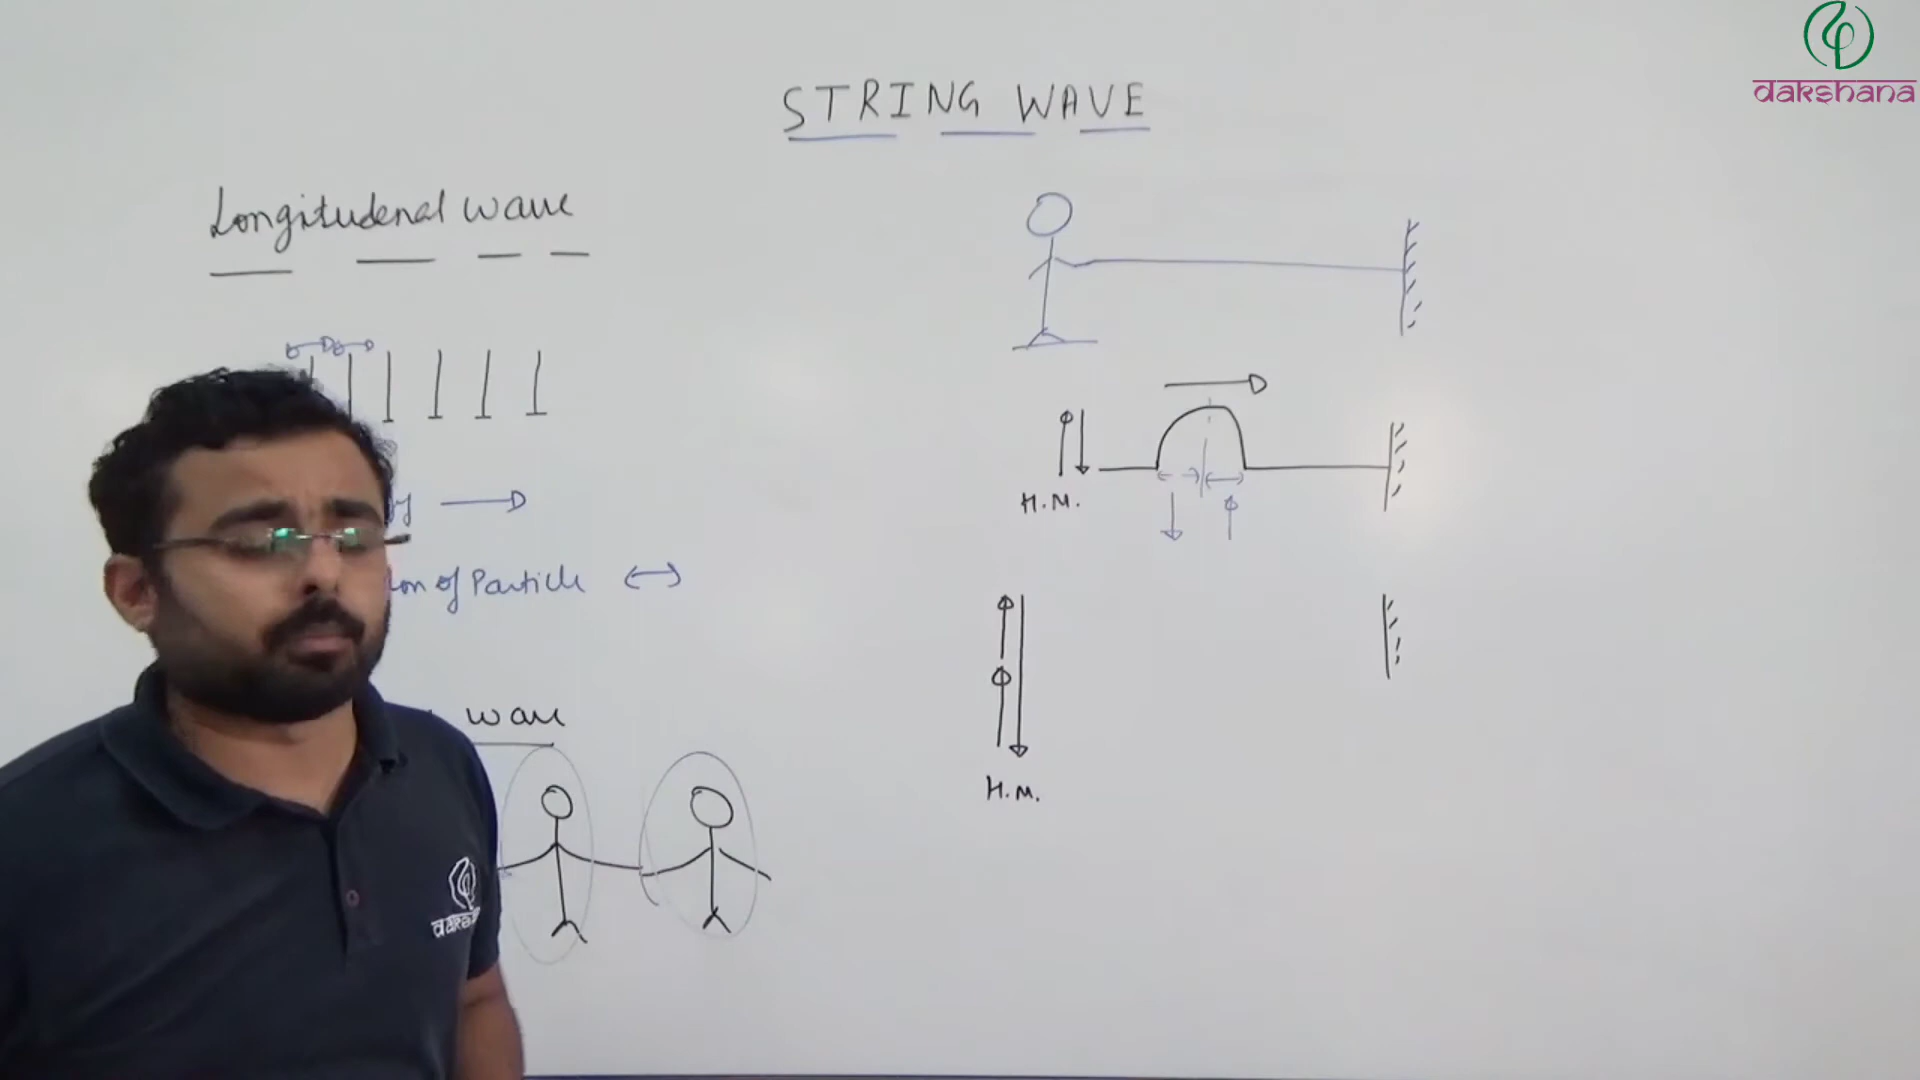 dakshana
STRING WAVE
Longitudenal wave
H.M.
of Particle
wave
H.M.